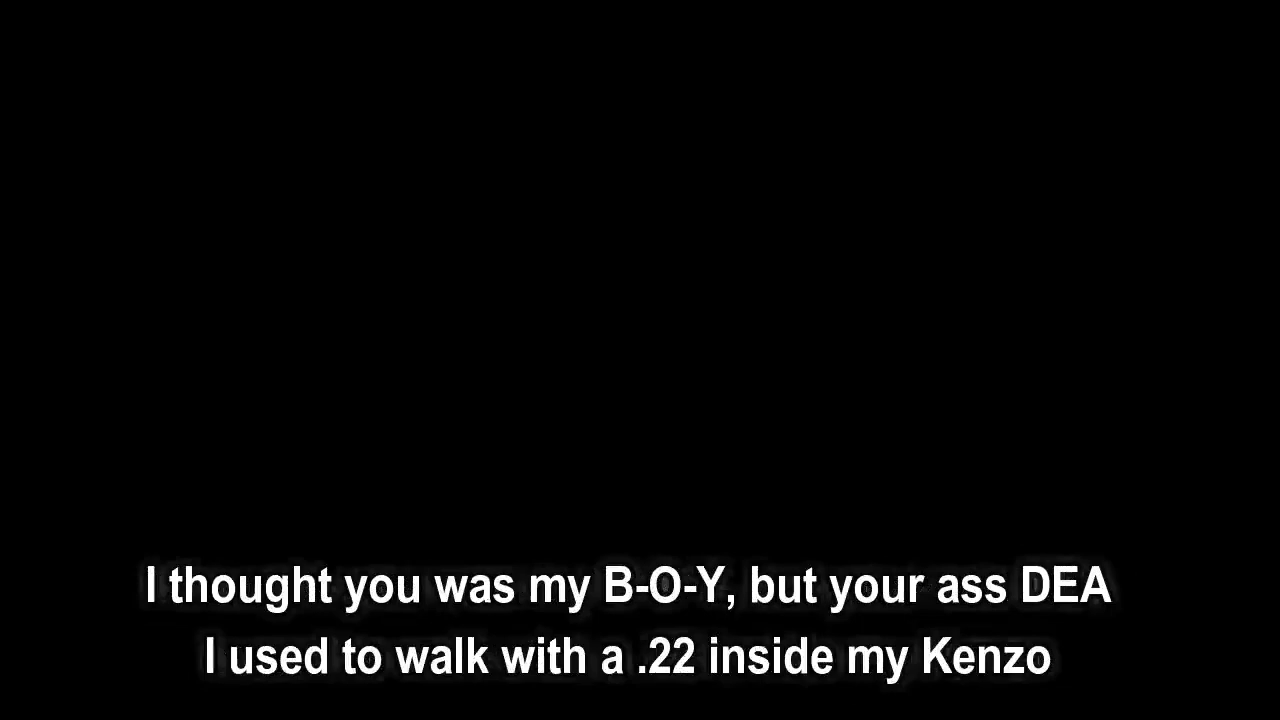 I thought you was my B-O-Y, but your ass DEA
I used to walk with a .22 inside my Kenzo